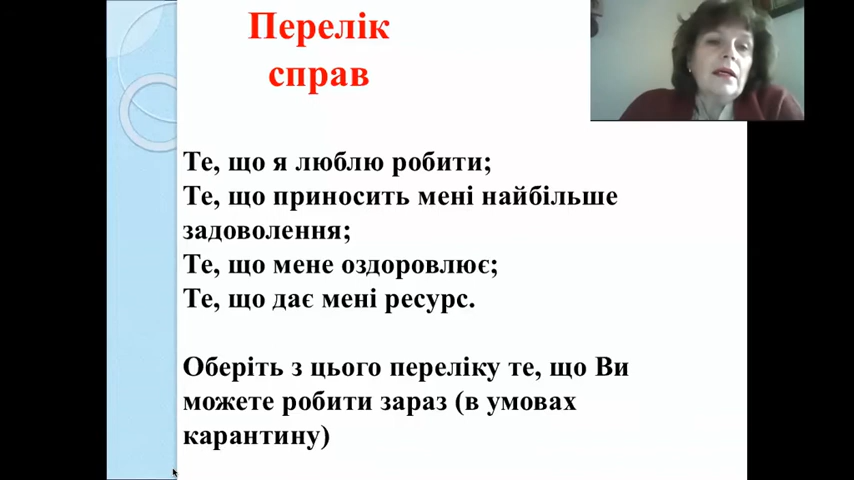 Перелік
справ
Те, що я люблю робити;
Те, що приносить мені найбільше
задоволення;
Те, що мене оздоровлює;
Те, що дає мені ресурс.
Оберіть з цього переліку те, що Ви
можете робити зараз (в умовах
карантину)